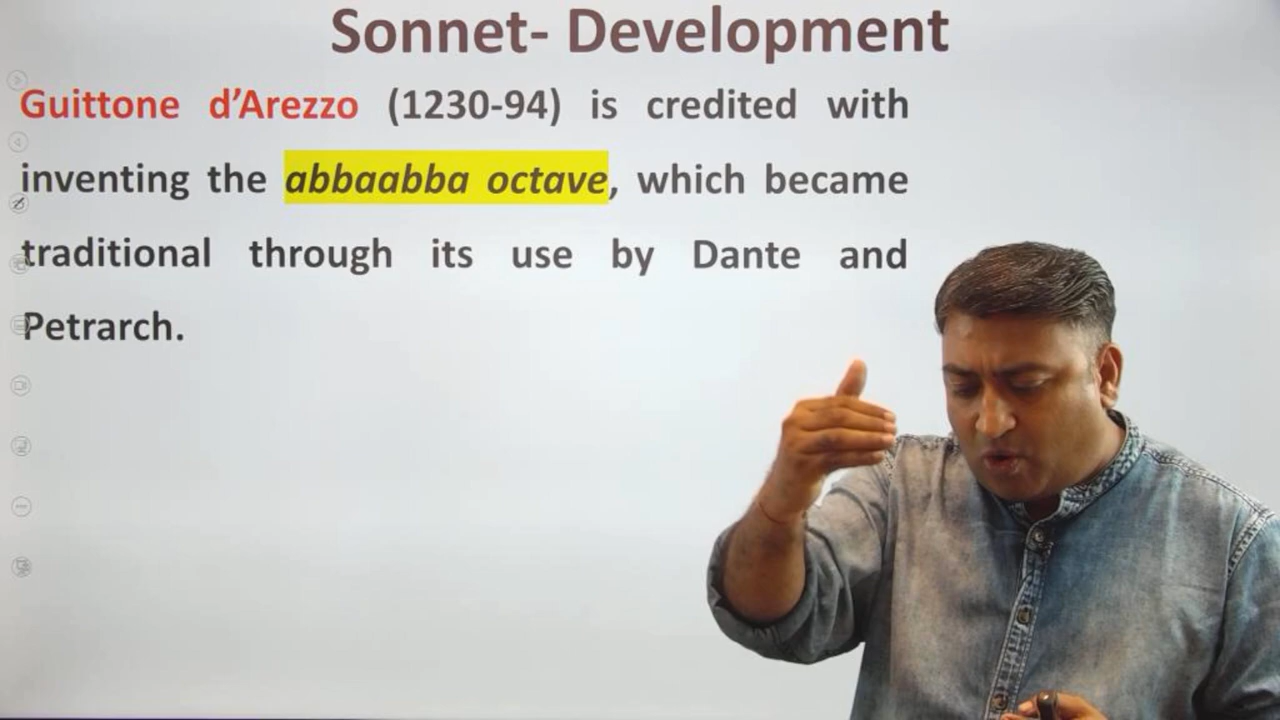 Sonnet- Development
Guittone d’Arezzo (1230-94) is credited with
inventing the abbaabba octave, which became
traditional through its use by Dante and
Petrarch.